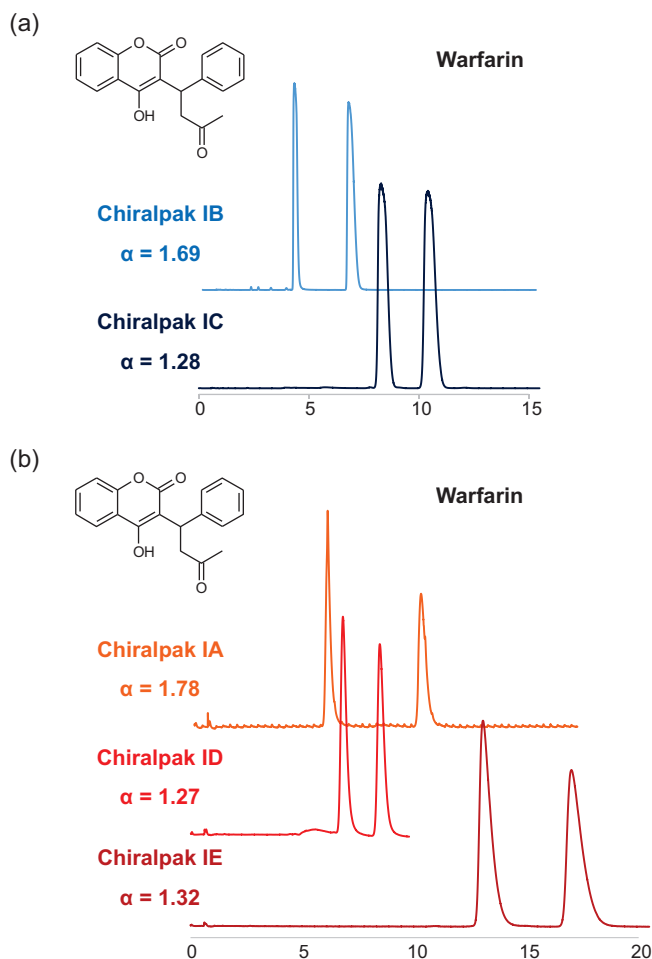 (a)
O
O
OH
O
Warfarin
Chiralpak IB
α = 1.69
Chiralpak IC
α = 1.28
0 5 10 15
(b)
O
O
OH
O
Warfarin
Chiralpak IA
α = 1.78
Chiralpak ID
α = 1.27
Chiralpak IE
α = 1.32
0 5 10 15 20